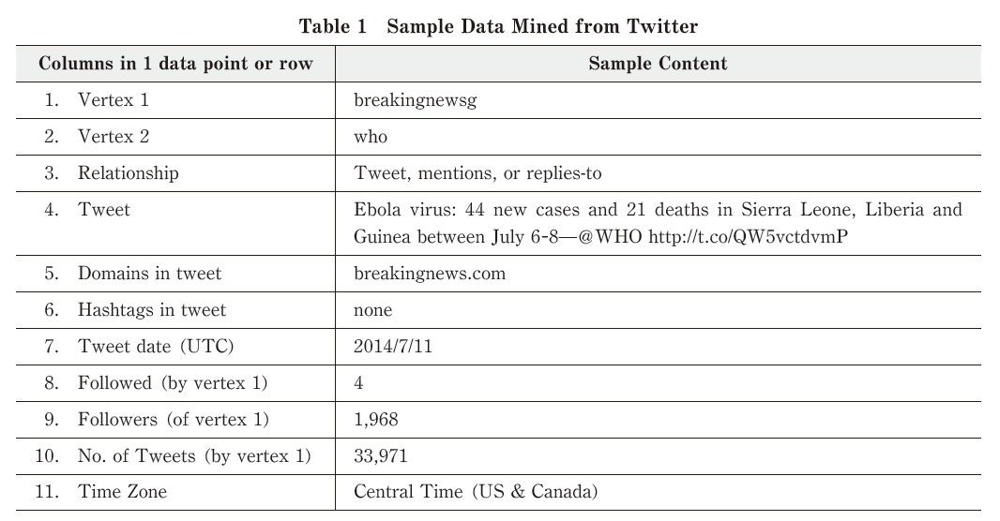 Table 1 Sample Data Mined from Twitter
Columns in 1 data point or row Sample Content
1. Vertex 1 breakingnewsg
2. Vertex 2 who
3. Relationship Tweet, mentions, or replies-to
4. Tweet Ebola virus: 44 new cases and 21 deaths in Sierra Leone, Liberia and
Guinea between July 6-8—@WHO http://t.co/QW5vctdvmP
5. Domains in tweet breakingnews.com
6. Hashtags in tweet none
7. Tweet date (UTC) 2014/7/11
8. Followed (by vertex 1) 4
9. Followers (of vertex 1) 1,968
10. No. of Tweets (by vertex 1) 33,971
11. Time Zone Central Time (US & Canada)